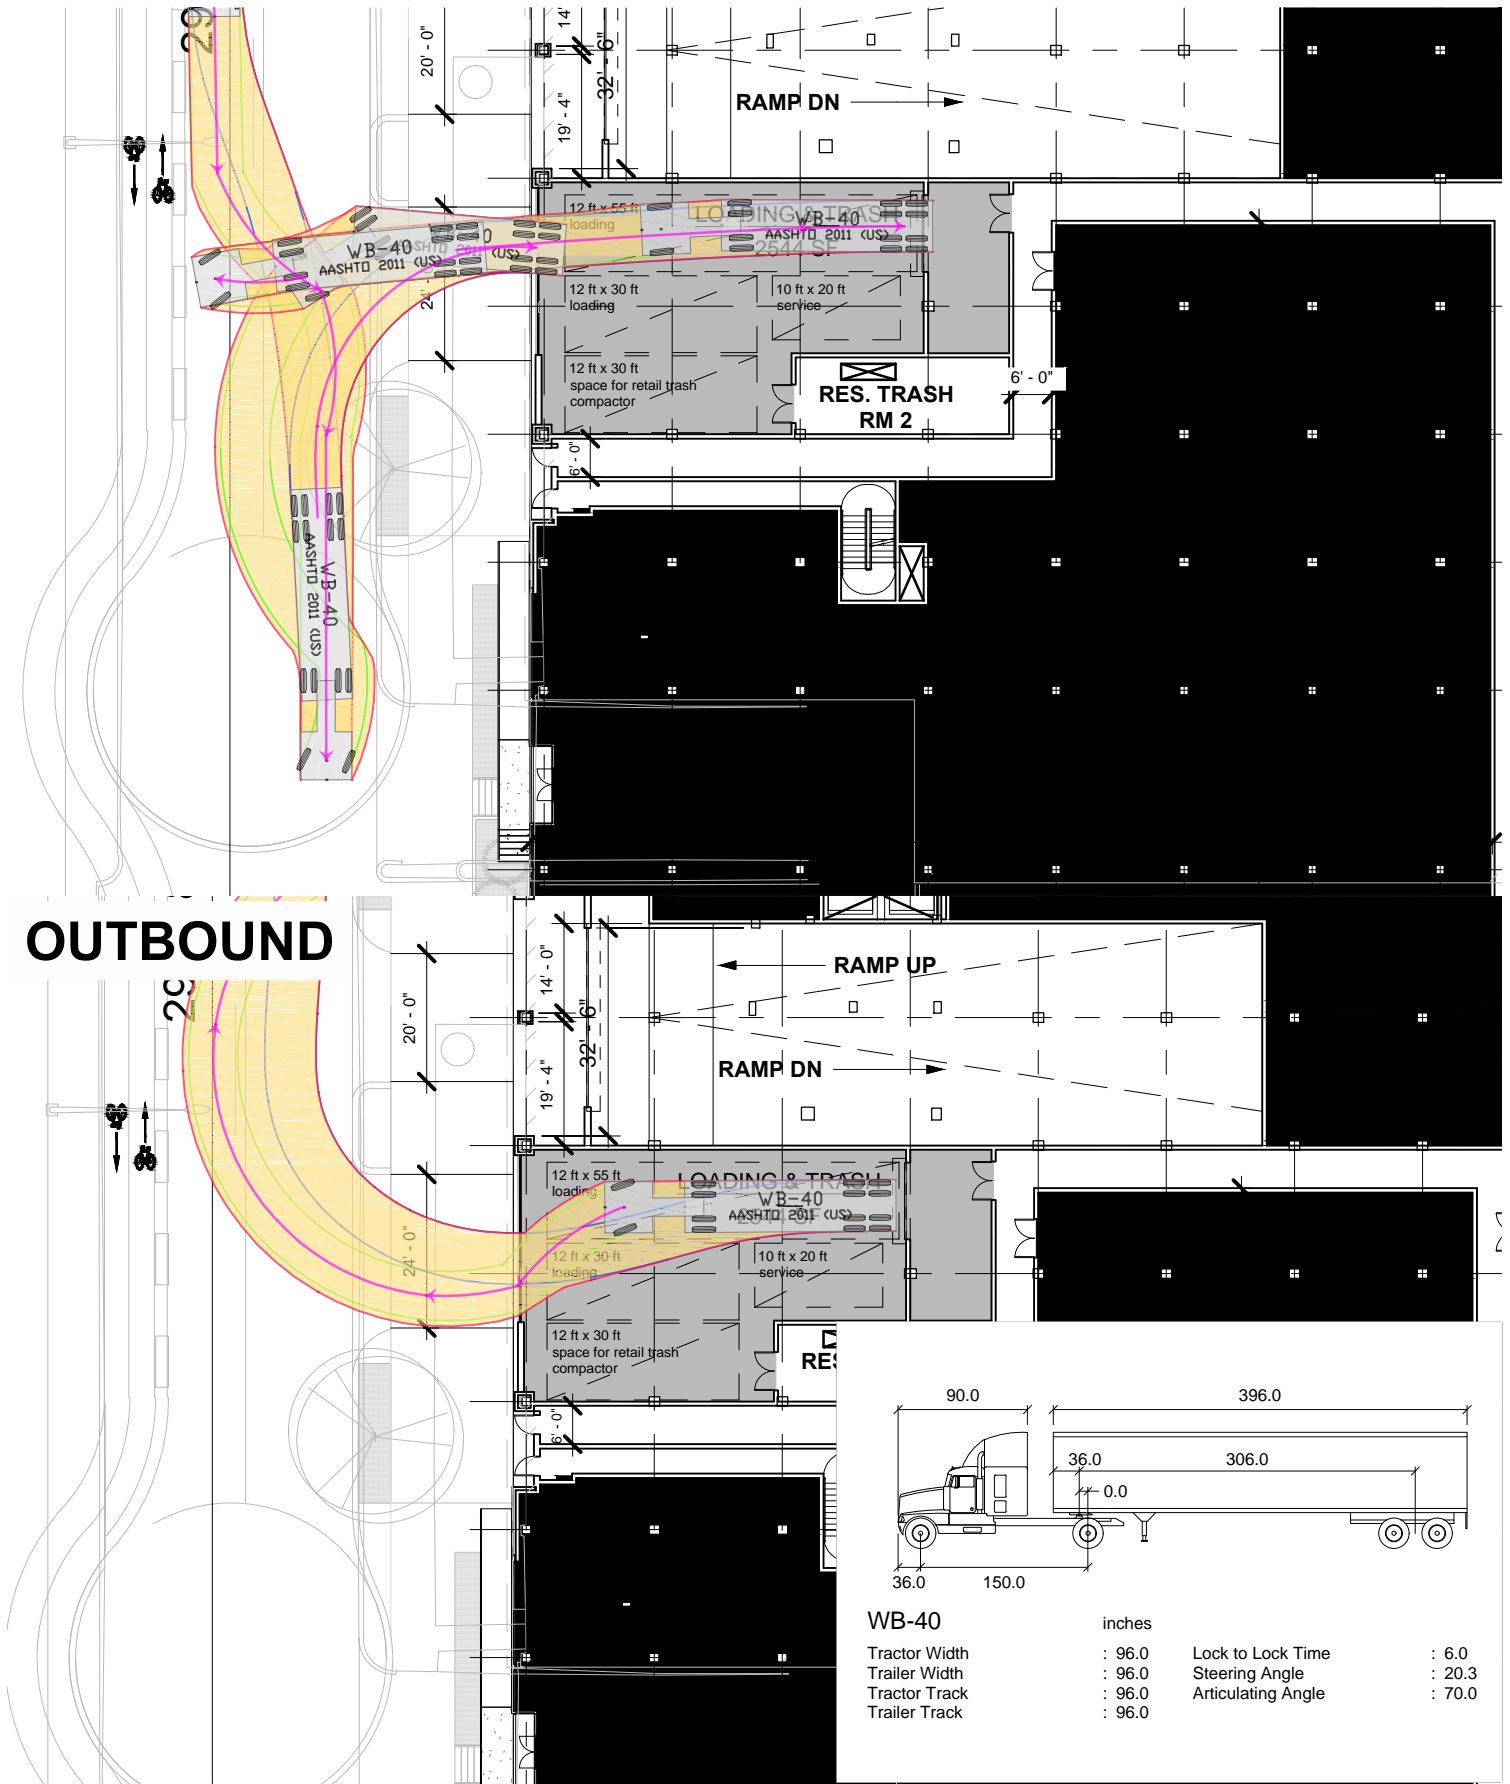 29
20' - 0"
14'
32' - 6"
19' - 4"
RAMP DN
12 ft x 55 ft
loading
LOADING & TRASH
2544 SF
WB-40
AASHTO 2011 (US)
WB-40
AASHTO 2011 (US)
24'
12 ft x 30 ft
loading
10 ft x 20 ft
service
12 ft x 30 ft
space for retail trash
compactor
RES. TRASH
RM 2
6' - 0"
6' - 0"
WB-40
AASHTO 2011 (US)
OUTBOUND
29
20' - 0"
14' - 0"
32' - 6"
19' - 4"
RAMP UP
RAMP DN
12 ft x 55 ft
loading
LOADING & TRASH
WB-40
AASHTO 2011 (US)
24' - 0"
12 ft x 30 ft
loading
10 ft x 20 ft
service
12 ft x 30 ft
space for retail trash
compactor
6' - 0"
90.0 396.0
36.0 306.0
0.0
36.0 150.0
WB-40 inches
Tractor Width : 96.0 Lock to Lock Time : 6.0
Trailer Width : 96.0 Steering Angle : 20.3
Tractor Track : 96.0 Articulating Angle : 70.0
Trailer Track : 96.0